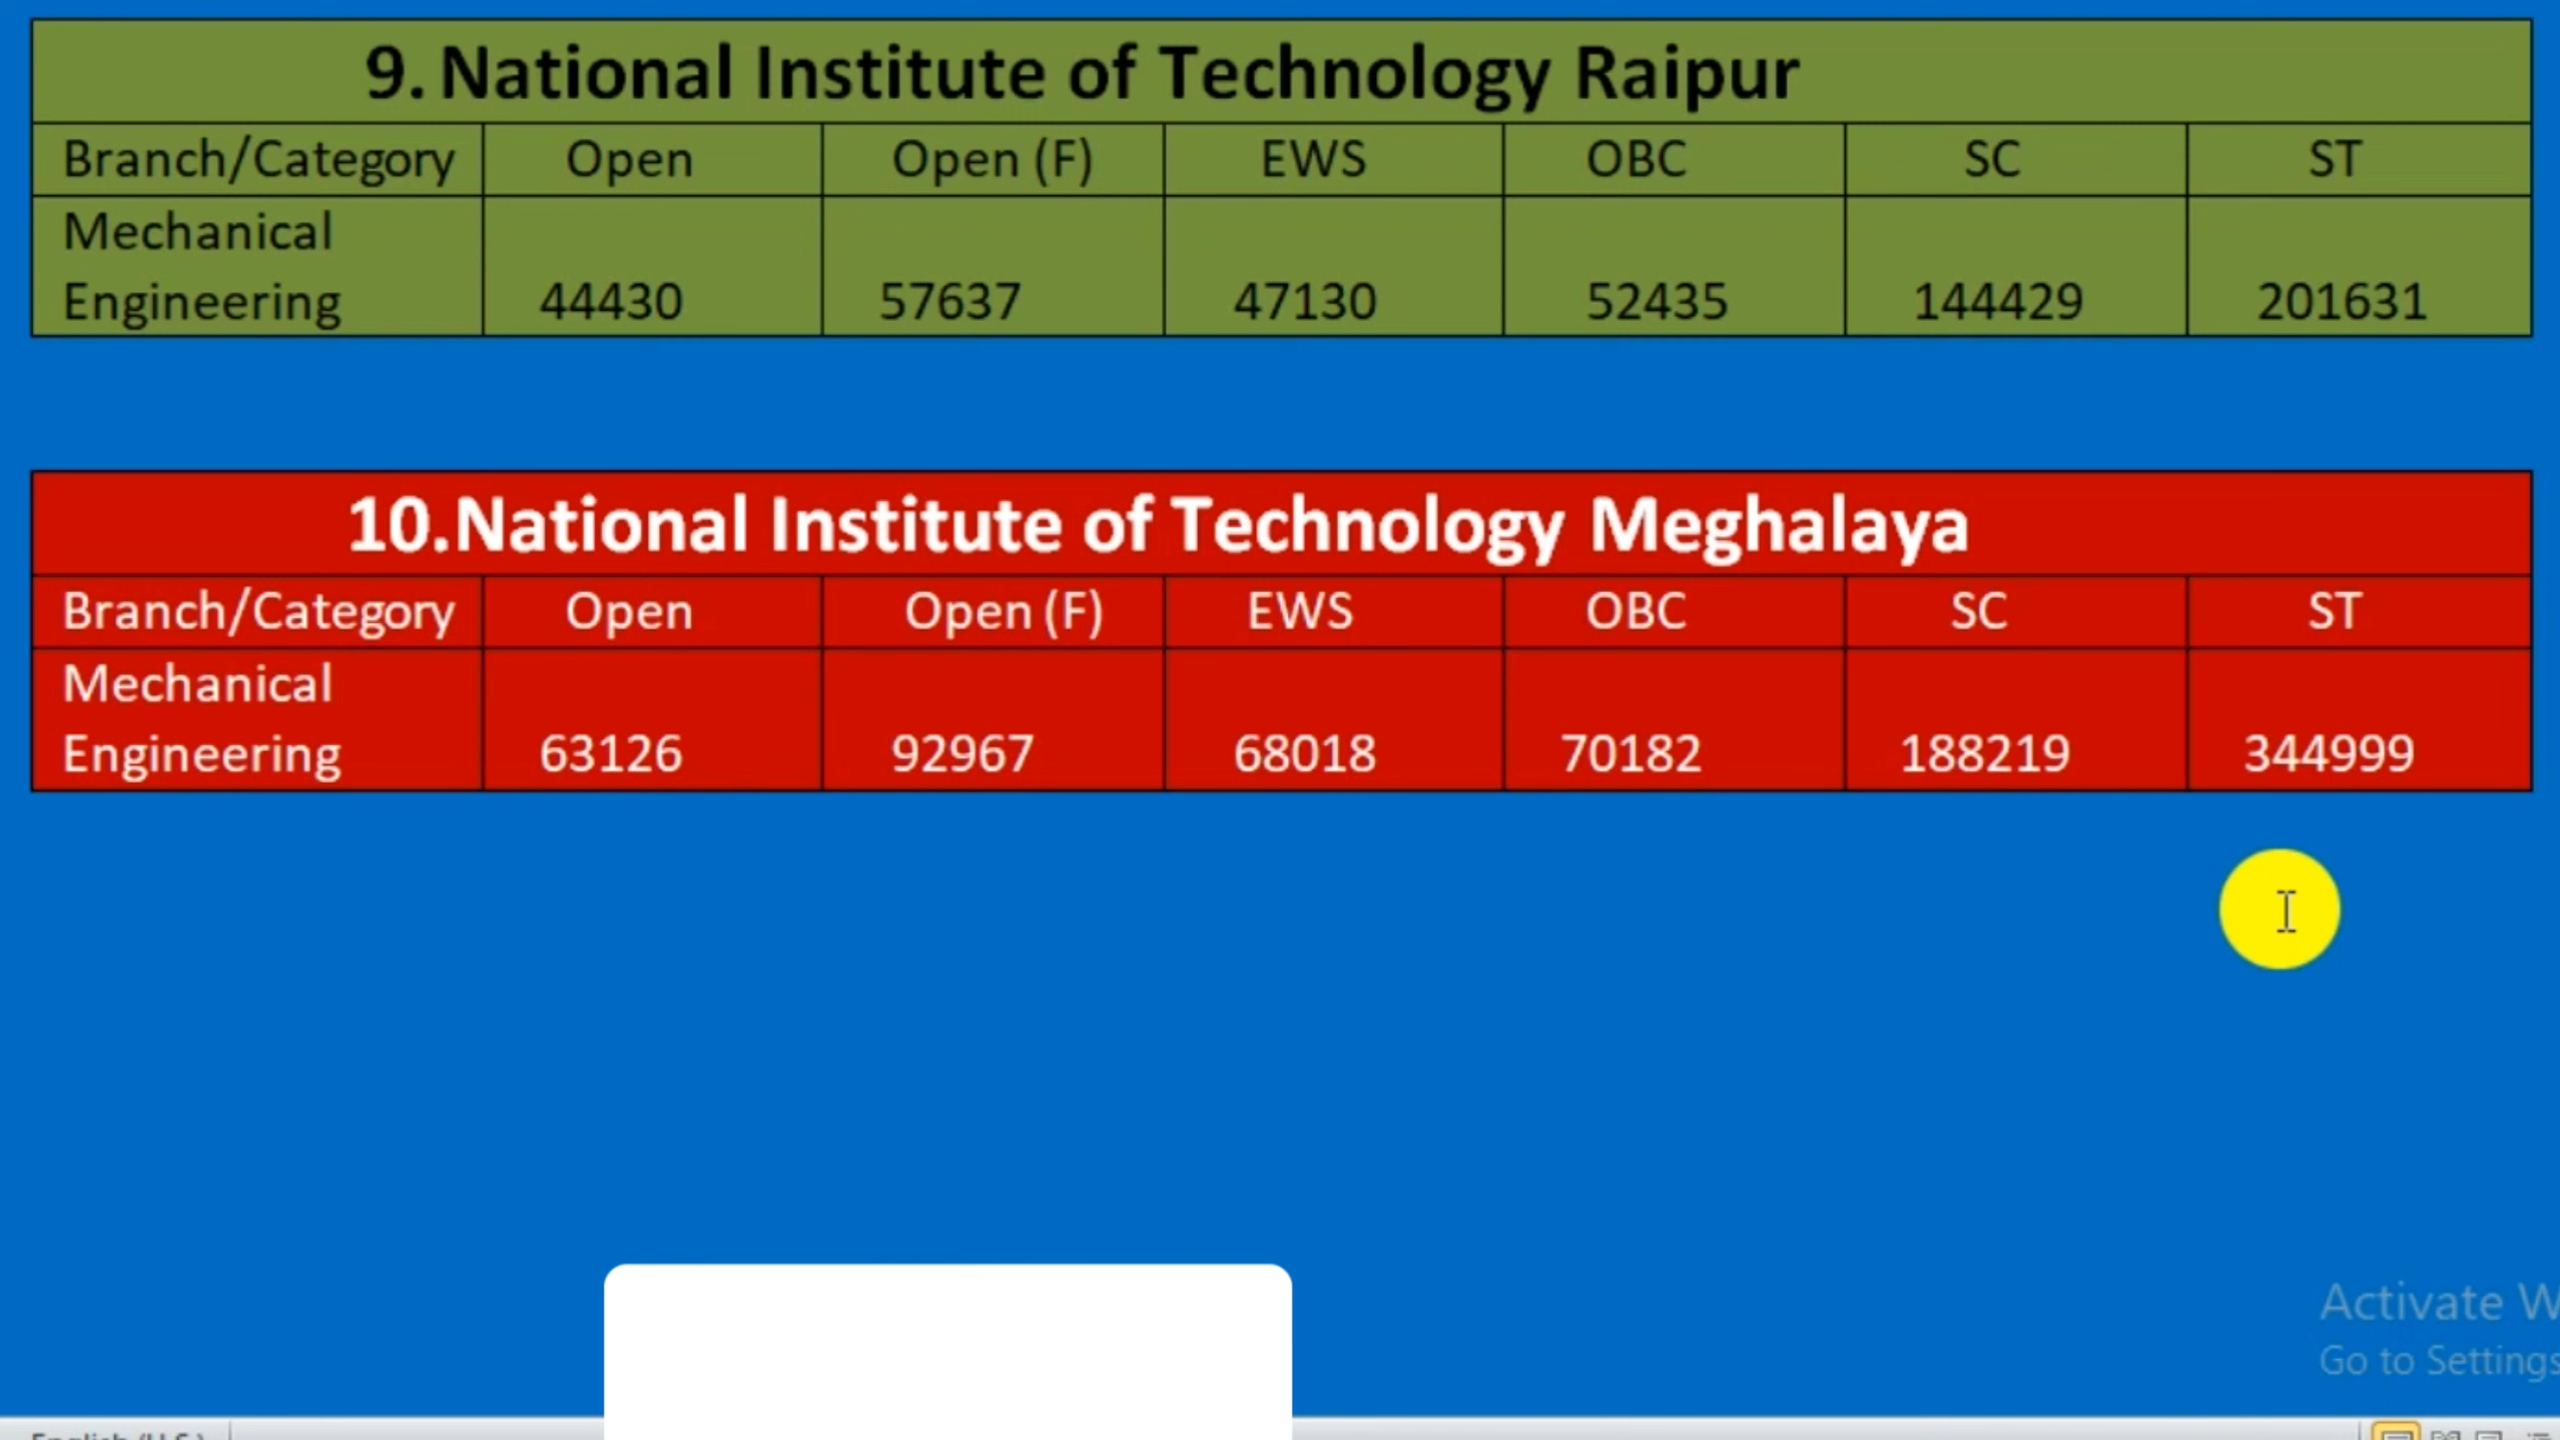 9. National Institute of Technology Raipur
Branch/Category Open Open (F) EWS OBC SC ST
Mechanical
Engineering 44430 57637 47130 52435 144429 201631
10.National Institute of Technology Meghalaya
Branch/Category Open Open (F) EWS OBC SC ST
Mechanical
Engineering 63126 92967 68018 70182 188219 344999
Activate W
Go to Settings
English (U.S.)